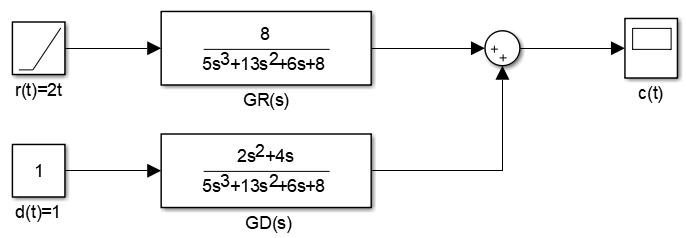 8
5s3+13s2+6s+8
GR(s)
r(t)=2t
+
+
c(t)
1
d(t)=1
2s2+4s
5s3+13s2+6s+8
GD(s)